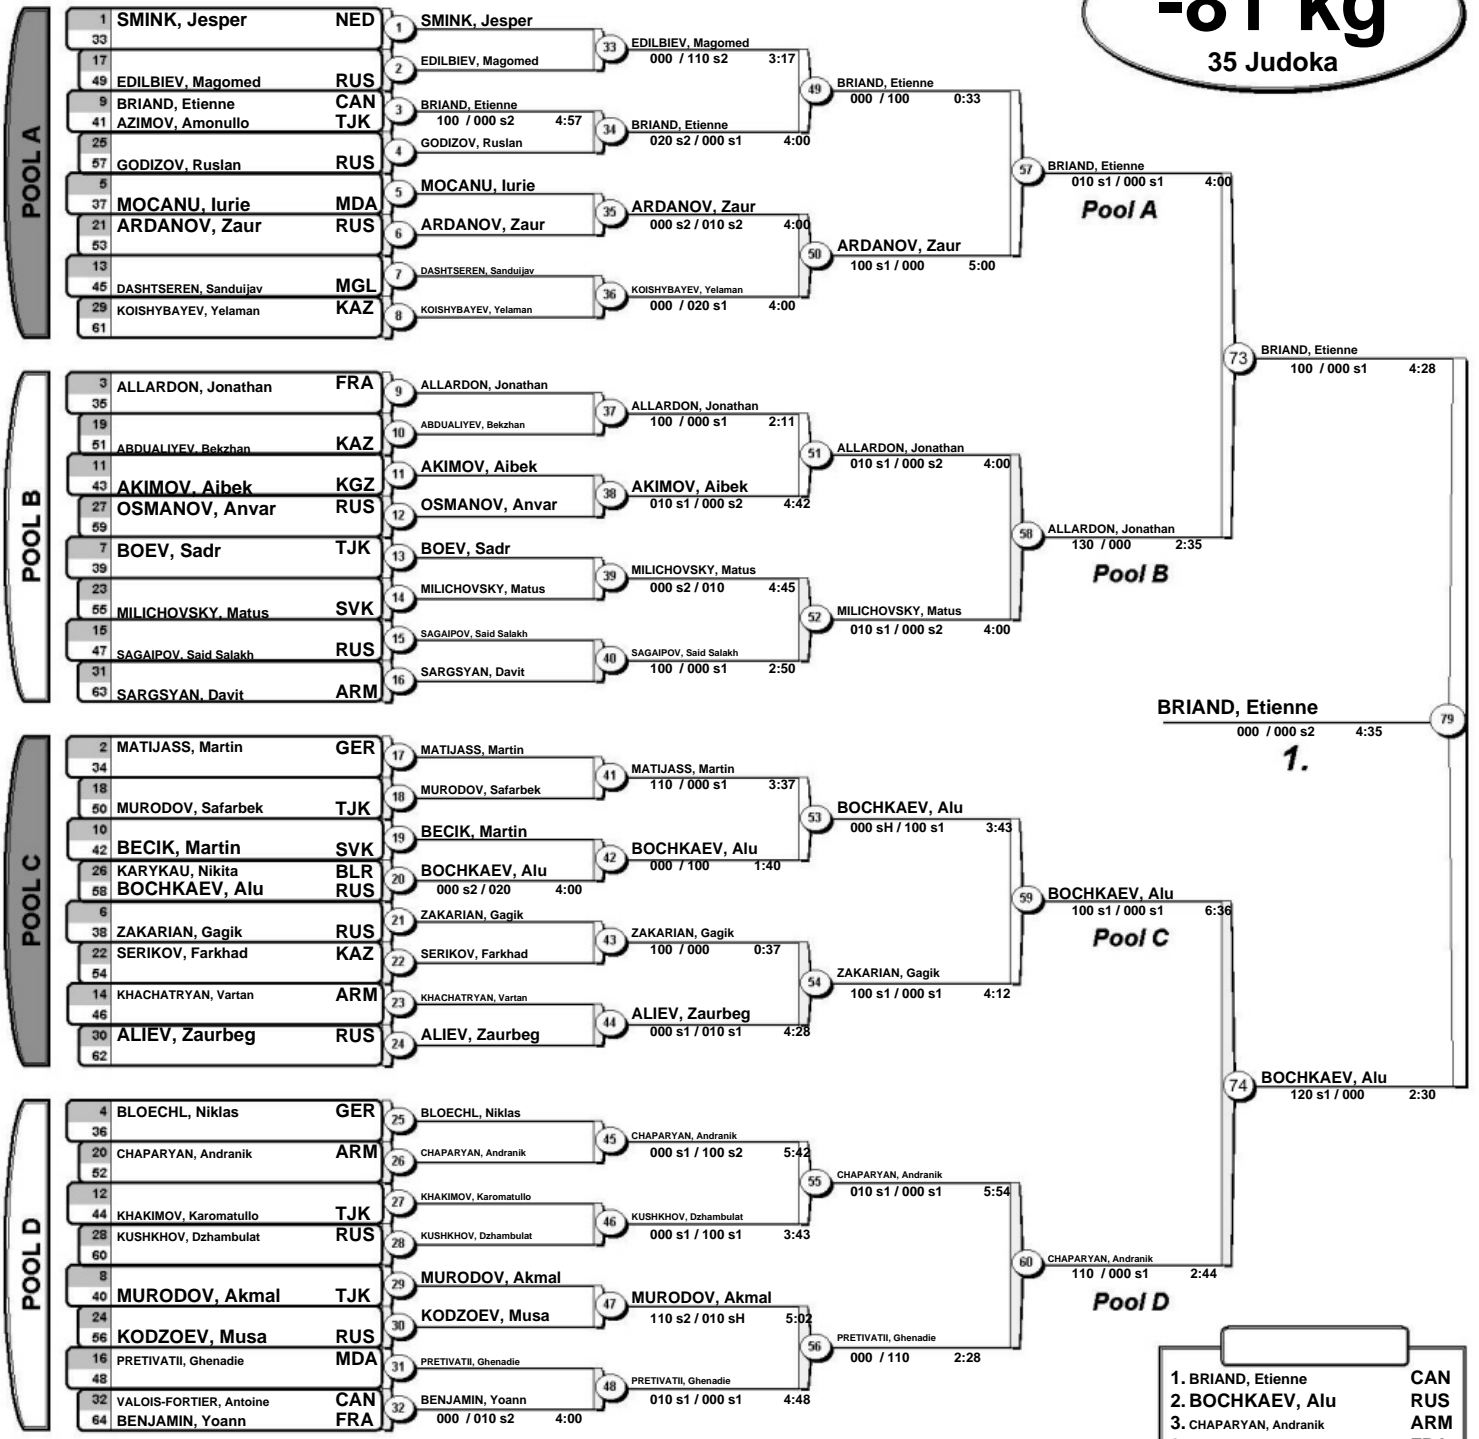 -81 kg
35 Judoka
POOL A
1 SMINK, Jesper NED
33
17
49 EDILBIEV, Magomed RUS
9 BRIAND, Etienne CAN
41 AZIMOV, Amonullo TJK
25
57 GODIZOV, Ruslan RUS
5
37 MOCANU, Iurie MDA
21 ARDANOV, Zaur RUS
53
13
45 DASHTSEREN, Sanduijav MGL
29 KOISHYBAYEV, Yelaman KAZ
61
1 SMINK, Jesper
2 EDILBIEV, Magomed
3 BRIAND, Etienne
100 / 000 s2 4:57
4 GODIZOV, Ruslan
5 MOCANU, Iurie
6 ARDANOV, Zaur
7 DASHTSEREN, Sanduijav
8 KOISHYBAYEV, Yelaman
33 EDILBIEV, Magomed
000 / 110 s2 3:17
34 BRIAND, Etienne
020 s2 / 000 s1 4:00
35 ARDANOV, Zaur
000 s2 / 010 s2 4:00
36 KOISHYBAYEV, Yelaman
000 / 020 s1 4:00
49 BRIAND, Etienne
000 / 100 0:33
50 ARDANOV, Zaur
100 s1 / 000 5:00
57 BRIAND, Etienne
010 s1 / 000 s1 4:00
Pool A
POOL B
3 ALLARDON, Jonathan FRA
35
19
51 ABDUALIYEV, Bekzhan KAZ
11
43 AKIMOV, Aibek KGZ
27 OSMANOV, Anvar RUS
59
7 BOEV, Sadr TJK
39
23
55 MILICHOVSKY, Matus SVK
15
47 SAGAIPOV, Said Salakh RUS
31
63 SARGSYAN, Davit ARM
9 ALLARDON, Jonathan
10 ABDUALIYEV, Bekzhan
11 AKIMOV, Aibek
12 OSMANOV, Anvar
13 BOEV, Sadr
14 MILICHOVSKY, Matus
15 SAGAIPOV, Said Salakh
16 SARGSYAN, Davit
37 ALLARDON, Jonathan
100 / 000 s1 2:11
38 AKIMOV, Aibek
010 s1 / 000 s2 4:42
39 MILICHOVSKY, Matus
000 s2 / 010 4:45
40 SAGAIPOV, Said Salakh
100 / 000 s1 2:50
51 ALLARDON, Jonathan
010 s1 / 000 s2 4:00
52 MILICHOVSKY, Matus
010 s1 / 000 s2 4:00
58 ALLARDON, Jonathan
130 / 000 2:35
Pool B
73 BRIAND, Etienne
100 / 000 s1 4:28
BRIAND, Etienne 79
000 / 000 s2 4:35
1.
POOL C
2 MATIJASS, Martin GER
34
18
50 MURODOV, Safarbek TJK
10
42 BECIK, Martin SVK
26 KARYKAU, Nikita BLR
58 BOCHKAEV, Alu RUS
6
38 ZAKARIAN, Gagik RUS
22 SERIKOV, Farkhad KAZ
54
14 KHACHATRYAN, Vartan ARM
46
30 ALIEV, Zaurbeg RUS
62
17 MATIJASS, Martin
18 MURODOV, Safarbek
19 BECIK, Martin
20 BOCHKAEV, Alu
000 s2 / 020 4:00
21 ZAKARIAN, Gagik
22 SERIKOV, Farkhad
23 KHACHATRYAN, Vartan
24 ALIEV, Zaurbeg
41 MATIJASS, Martin
110 / 000 s1 3:37
42 BOCHKAEV, Alu
000 / 100 1:40
43 ZAKARIAN, Gagik
100 / 000 0:37
44 ALIEV, Zaurbeg
000 s1 / 010 s1 4:28
53 BOCHKAEV, Alu
000 sH / 100 s1 3:43
54 ZAKARIAN, Gagik
100 s1 / 000 s1 4:12
59 BOCHKAEV, Alu
100 s1 / 000 s1 6:36
Pool C
POOL D
4 BLOECHL, Niklas GER
36
20 CHAPARYAN, Andranik ARM
52
12
44 KHAKIMOV, Karomatullo TJK
28 KUSHKHOV, Dzhambulat RUS
60
8
40 MURODOV, Akmal TJK
24
56 KODZOEV, Musa RUS
16 PRETIVATII, Ghenadie MDA
48
32 VALOIS-FORTIER, Antoine CAN
64 BENJAMIN, Yoann FRA
25 BLOECHL, Niklas
26 CHAPARYAN, Andranik
27 KHAKIMOV, Karomatullo
28 KUSHKHOV, Dzhambulat
29 MURODOV, Akmal
30 KODZOEV, Musa
31 PRETIVATII, Ghenadie
32 BENJAMIN, Yoann
000 / 010 s2 4:00
45 CHAPARYAN, Andranik
000 s1 / 100 s2 5:42
46 KUSHKHOV, Dzhambulat
000 s1 / 100 s1 3:43
47 MURODOV, Akmal
110 s2 / 010 sH 5:02
48 PRETIVATII, Ghenadie
010 s1 / 000 s1 4:48
55 CHAPARYAN, Andranik
010 s1 / 000 s1 5:54
56 PRETIVATII, Ghenadie
000 / 110 2:28
60 CHAPARYAN, Andranik
110 / 000 s1 2:44
Pool D
74 BOCHKAEV, Alu
120 s1 / 000 2:30
1. BRIAND, Etienne CAN
2. BOCHKAEV, Alu RUS
3. CHAPARYAN, Andranik ARM